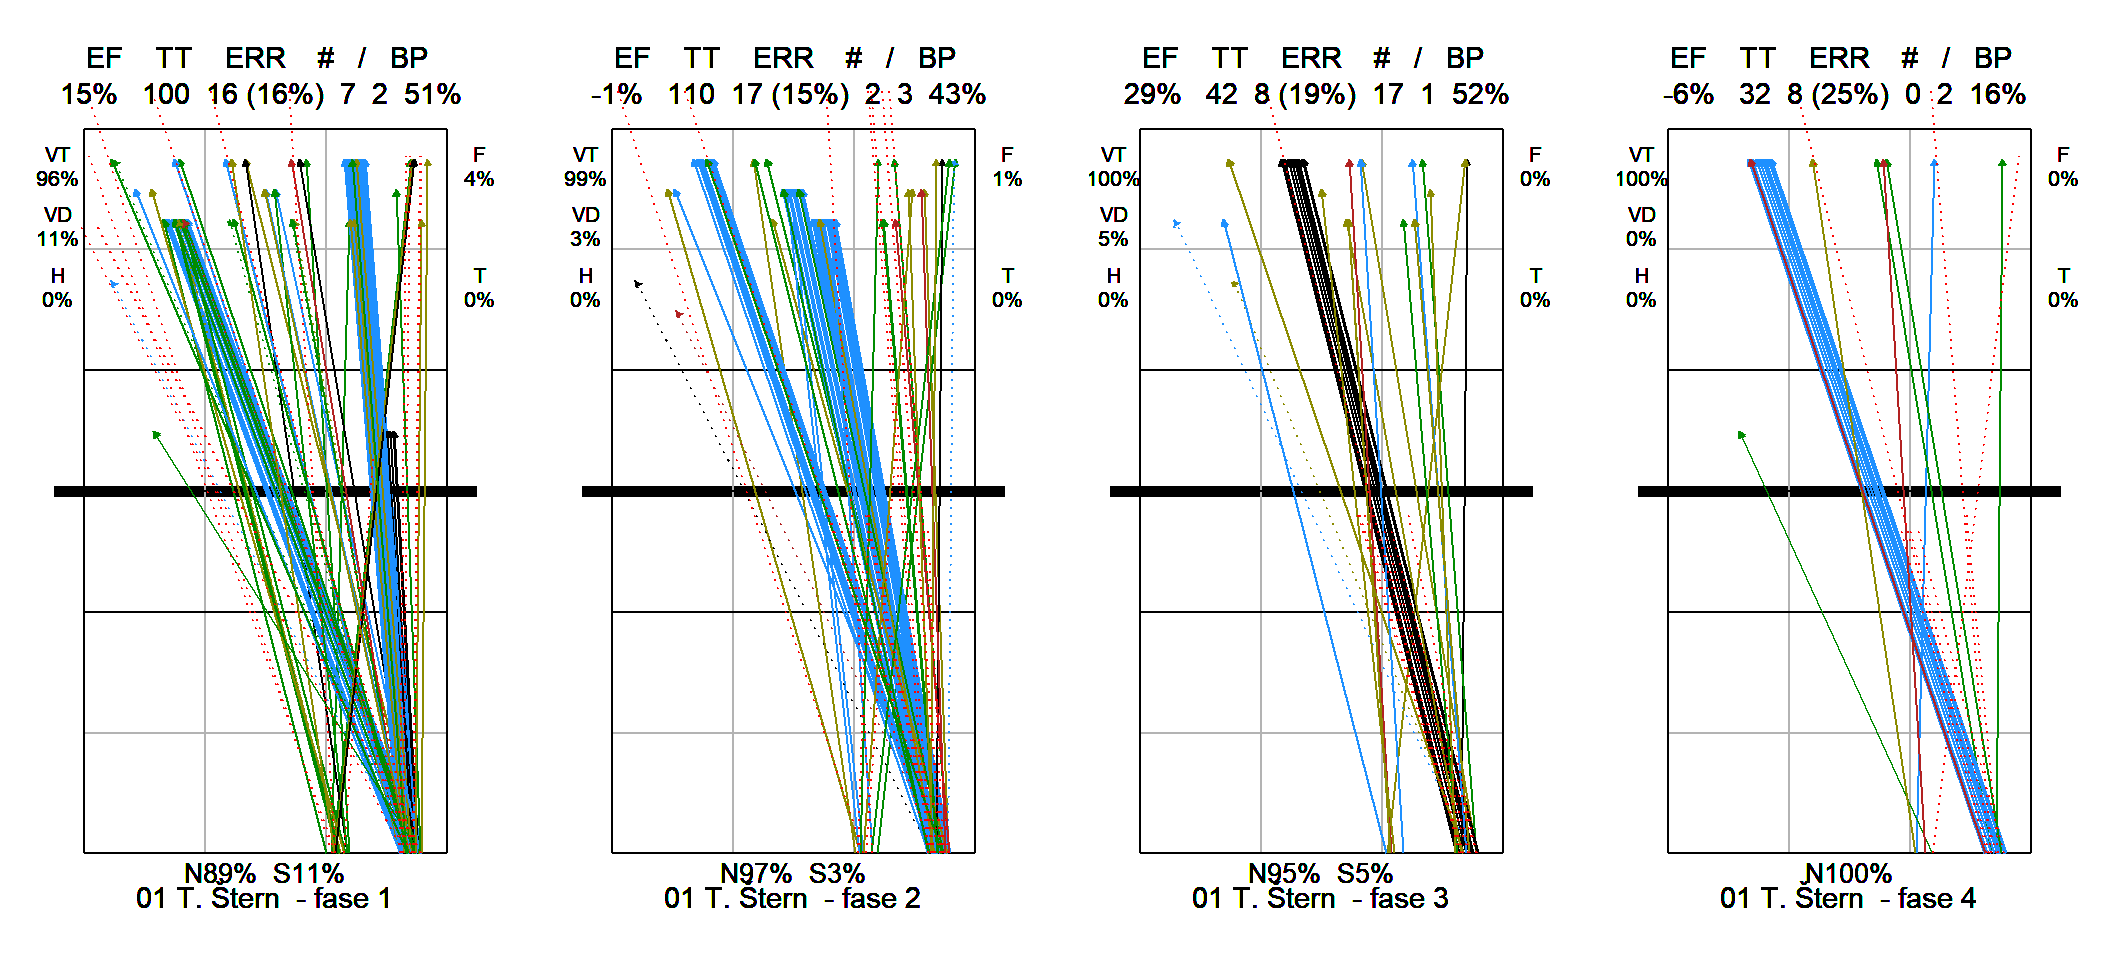 EF TT ERR # / BP
15% 100 16 (16%) 7 2 51%
VT
96%
VD
11%
H
0%
F
4%
T
0%
N89% S11%
01 T. Štern - fase 1
EF TT ERR # / BP
-1% 110 17 (15%) 2 3 43%
VT
99%
VD
3%
H
0%
F
1%
T
0%
N97% S3%
01 T. Štern - fase 2
EF TT ERR # / BP
29% 42 8 (19%) 17 1 52%
VT
100%
VD
5%
H
0%
F
0%
T
0%
N95% S5%
01 T. Štern - fase 3
EF TT ERR # / BP
-6% 32 8 (25%) 0 2 16%
VT
100%
VD
0%
H
0%
F
0%
T
0%
N100%
01 T. Štern - fase 4